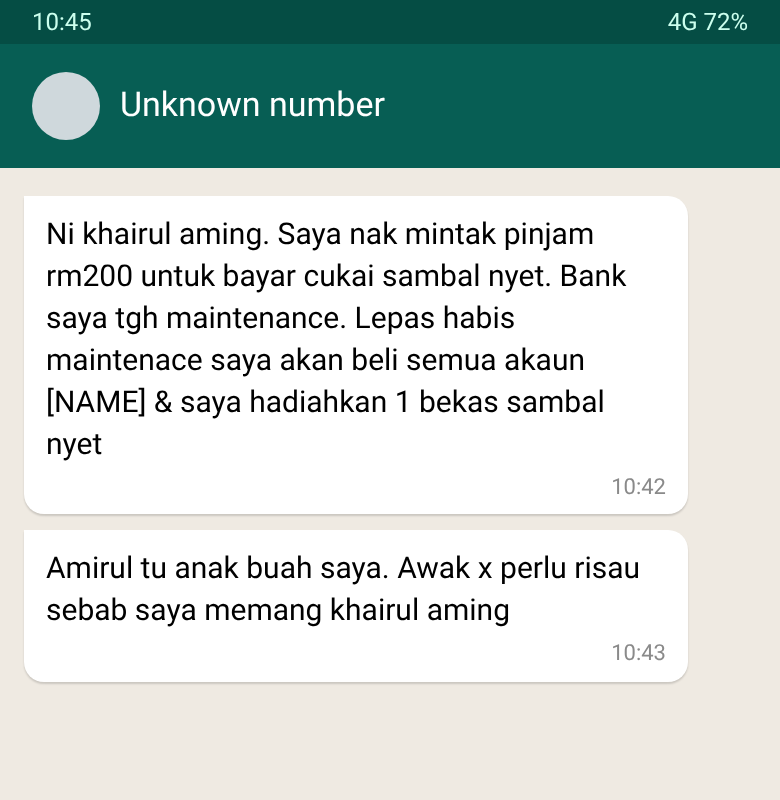 10:45
4G 72%
Unknown number
Ni khairul aming. Saya nak mintak pinjam
rm200 untuk bayar cukai sambal nyet. Bank
saya tgh maintenance. Lepas habis
maintenace saya akan beli semua akaun
[NAME] & saya hadiahkan 1 bekas sambal
nyet
10:42
Amirul tu anak buah saya. Awak x perlu risau
sebab saya memang khairul aming
10:43